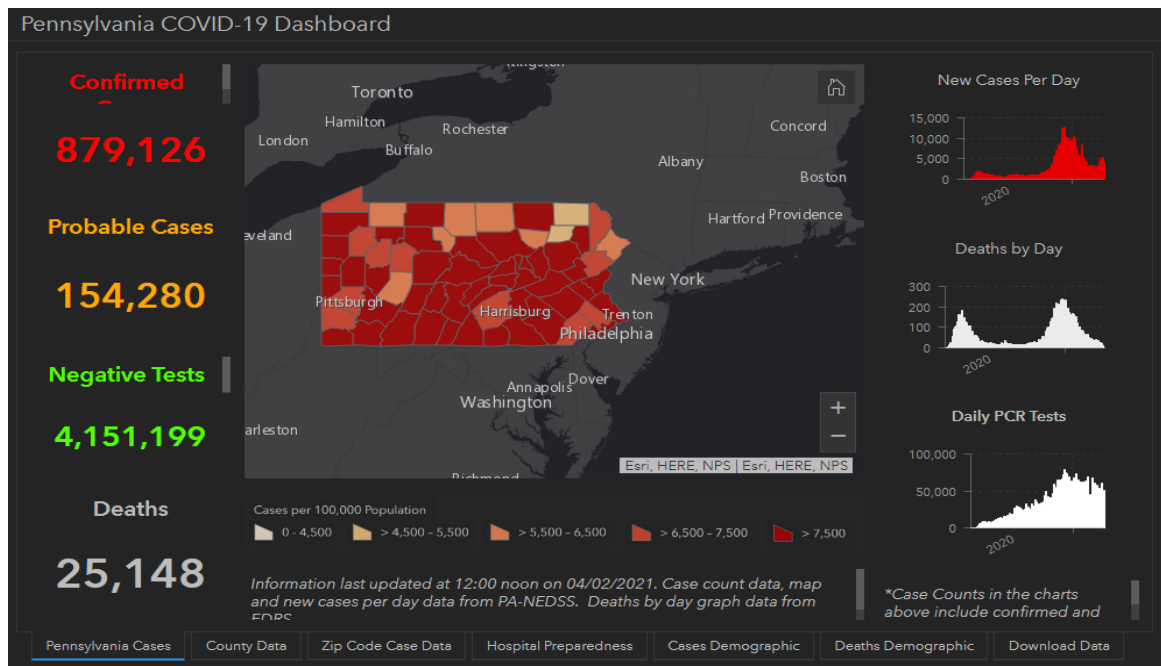 Pennsylvania COVID-19 Dashboard
Confirmed
879,126
Probable Cases
154,280
Negative Tests
4,151,199
Deaths
25,148
Toronto
Hamilton
London
Rochester
Buffalo
Concord
Albany
Boston
Hartford
Providence
eveland
New York
Pittsburgh
Harrisburg
Trenton
Philadelphia
Dover
Annapolis
Washington
arleston
+
−
Esri, HERE, NPS | Esri, HERE, NPS
Cases per 100,000 Population
0 - 4,500
> 4,500 - 5,500
> 5,500 - 6,500
> 6,500 - 7,500
> 7,500
Information last updated at 12:00 noon on 04/02/2021. Case count data, map
and new cases per day data from PA-NEDSS. Deaths by day graph data from
EDRS
New Cases Per Day
15,000
10,000
5,000
0
2020
Deaths by Day
300
200
100
0
2020
Daily PCR Tests
100,000
50,000
0
2020
*Case Counts in the charts
above include confirmed and
Pennsylvania Cases
County Data
Zip Code Case Data
Hospital Preparedness
Cases Demographic
Deaths Demographic
Download Data